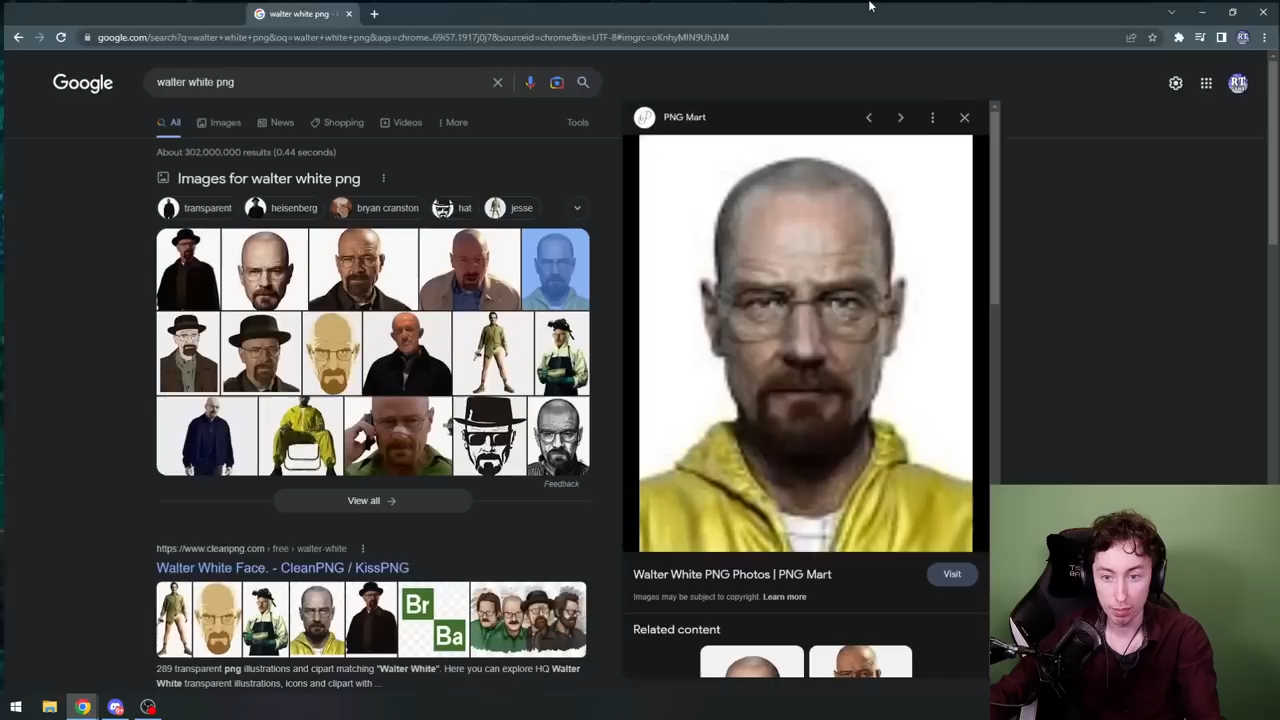 walter white png - G
google.com/search?q=walter+white+png&oq=walter+white+png&aqs=chrome..69i57.1917j0j7&sourceid=chrome&ie=UTF-8#imgrc=oKnhyMIN9Uh3JM
RT
Google
walter white png
RT
All
Images
News
Shopping
Videos
More
Tools
About 302,000,000 results (0.44 seconds)
Images for walter white png
transparent
heisenberg
bryan cranston
hat
jesse
Feedback
View all
https://www.cleanpng.com › free › walter-white
Walter White Face. - CleanPNG / KissPNG
Br
Ba
289 transparent png illustrations and clipart matching "Walter White". Here you can explore HQ Walter
White transparent illustrations, icons and clipart with ...
PNG Mart
Walter White PNG Photos | PNG Mart
Visit
Images may be subject to copyright. Learn more
Related content